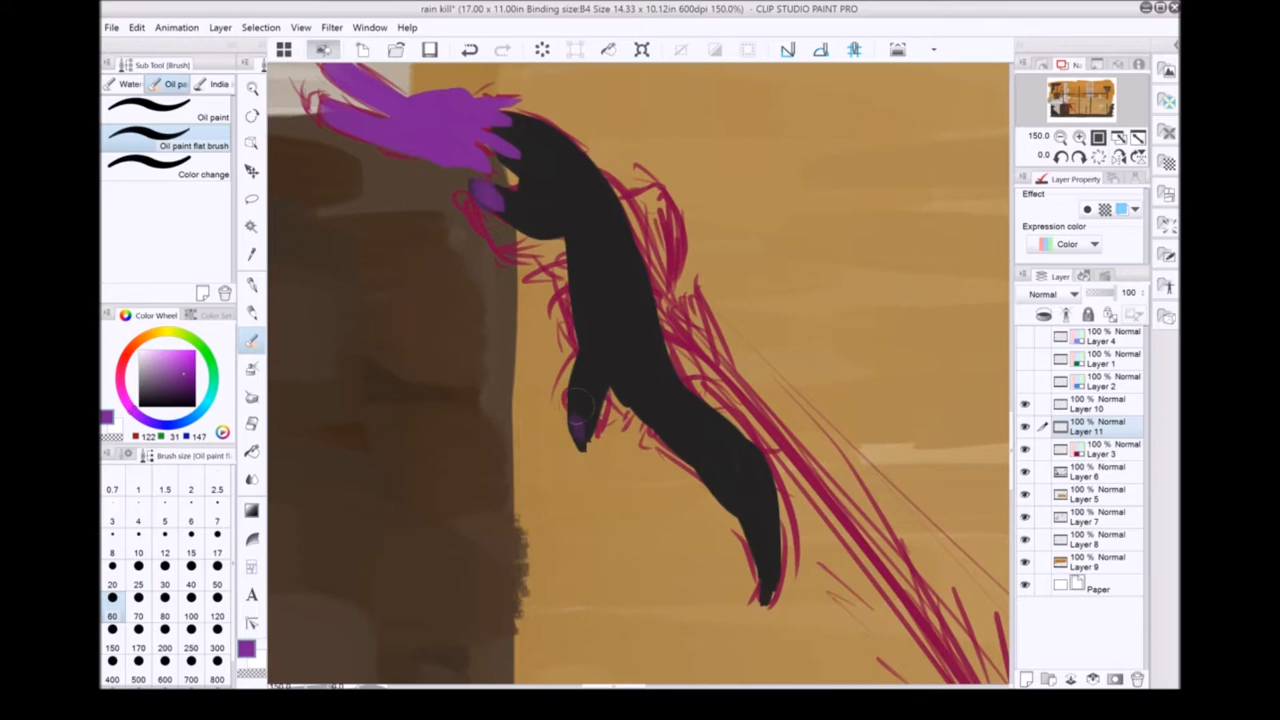 rain kill* (17.00 x 11.00in Binding size:B4 Size 14.33 x 10.12in 600dpi 150.0%) - CLIP STUDIO PAINT PRO
File Edit Animation Layer Selection View Filter Window Help
Sub Tool [Brush]
Water Oil pa India
Oil paint
Oil paint flat brush
Color change
Color Wheel Color Set
122 31 147
Brush size (Oil paint fl
0.7 1 1.5 2 2.5
3 4 5 6 7
8 10 12 15 17
20 25 30 40 50
60 70 80 100 120
150 170 200 250 300
400 500 600 700 800
150.0
0.0
Layer Property
Effect
Expression color
Color
Layer
Normal 100
100 % Normal
Layer 4
100 % Normal
Layer 1
100 % Normal
Layer 2
100 % Normal
Layer 10
100 % Normal
Layer 11
100 % Normal
Layer 3
100 % Normal
Layer 6
100 % Normal
Layer 5
100 % Normal
Layer 7
100 % Normal
Layer 8
100 % Normal
Layer 9
Paper